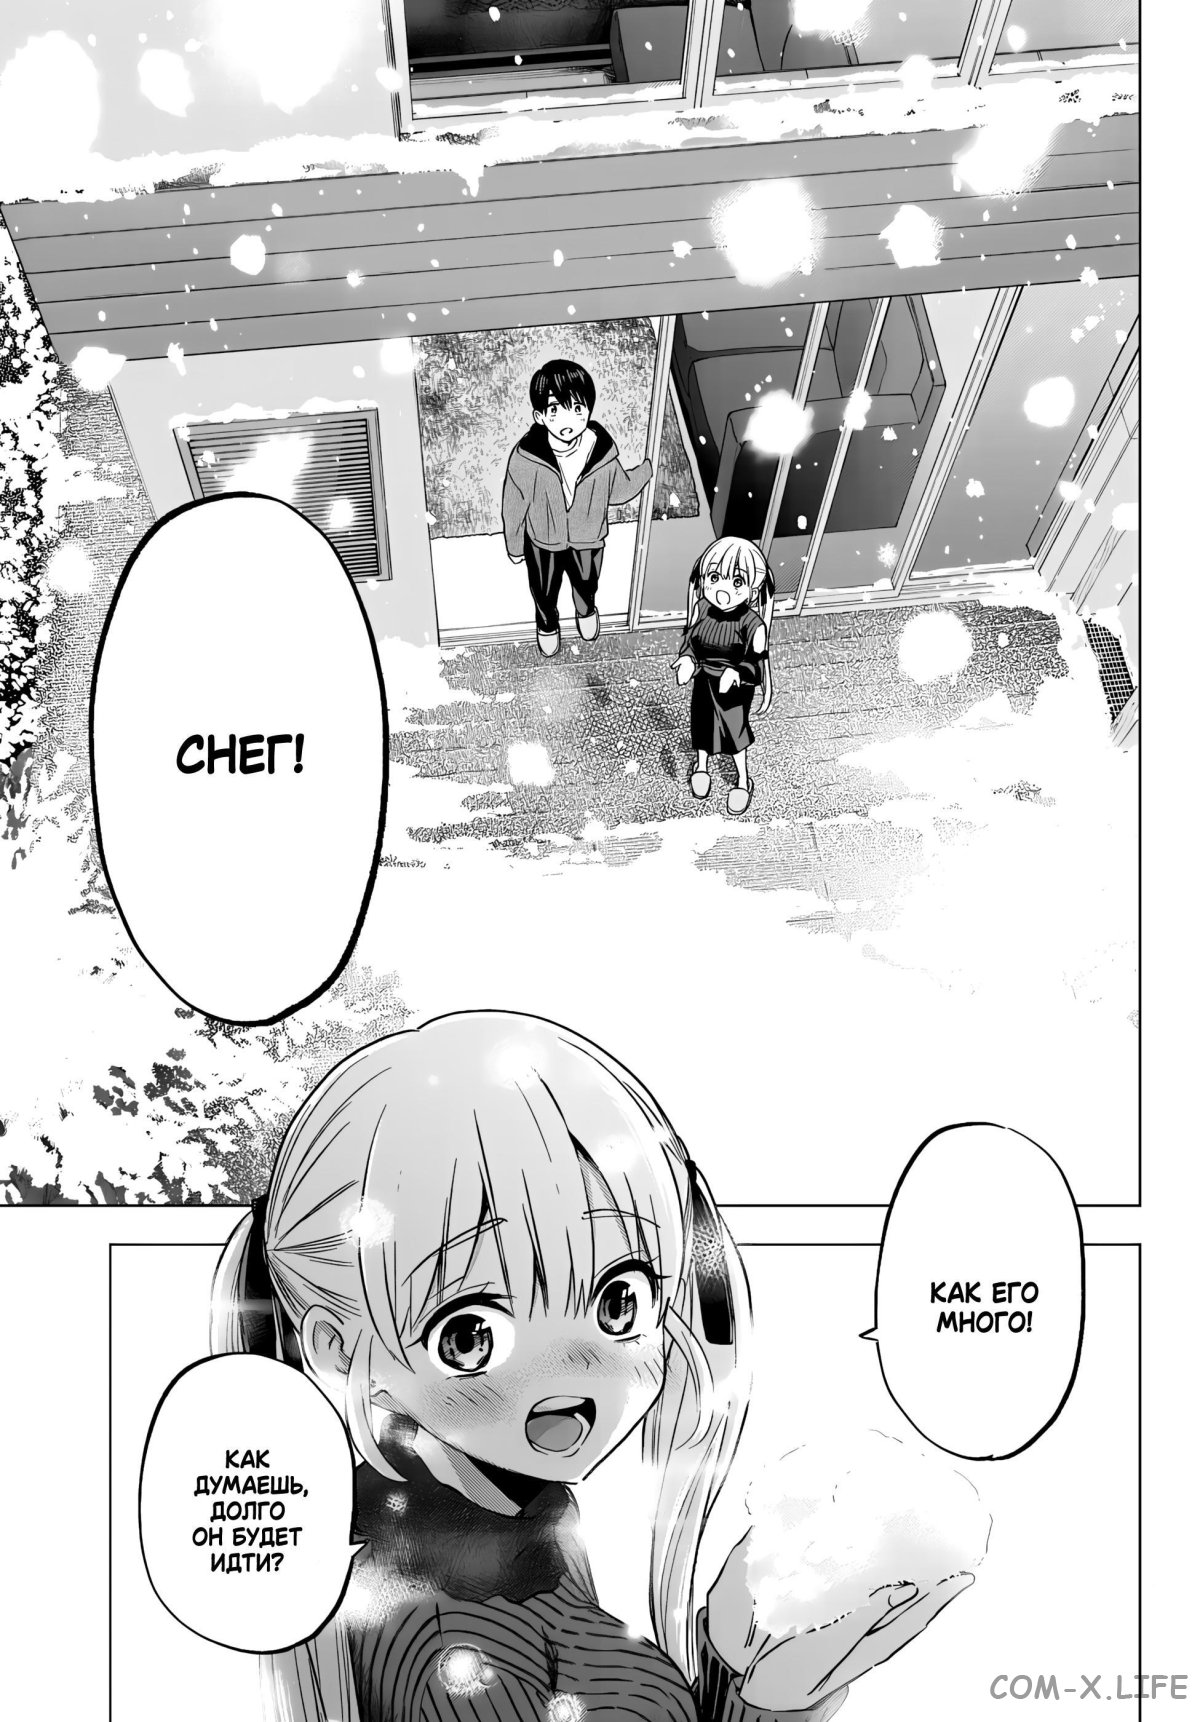 СНЕГ!
КАК ЕГО
МНОГО!
КАК
ДУМАЕШЬ,
ДОЛГО
ОН БУДЕТ
ИДТИ?
COM-X.LIFE